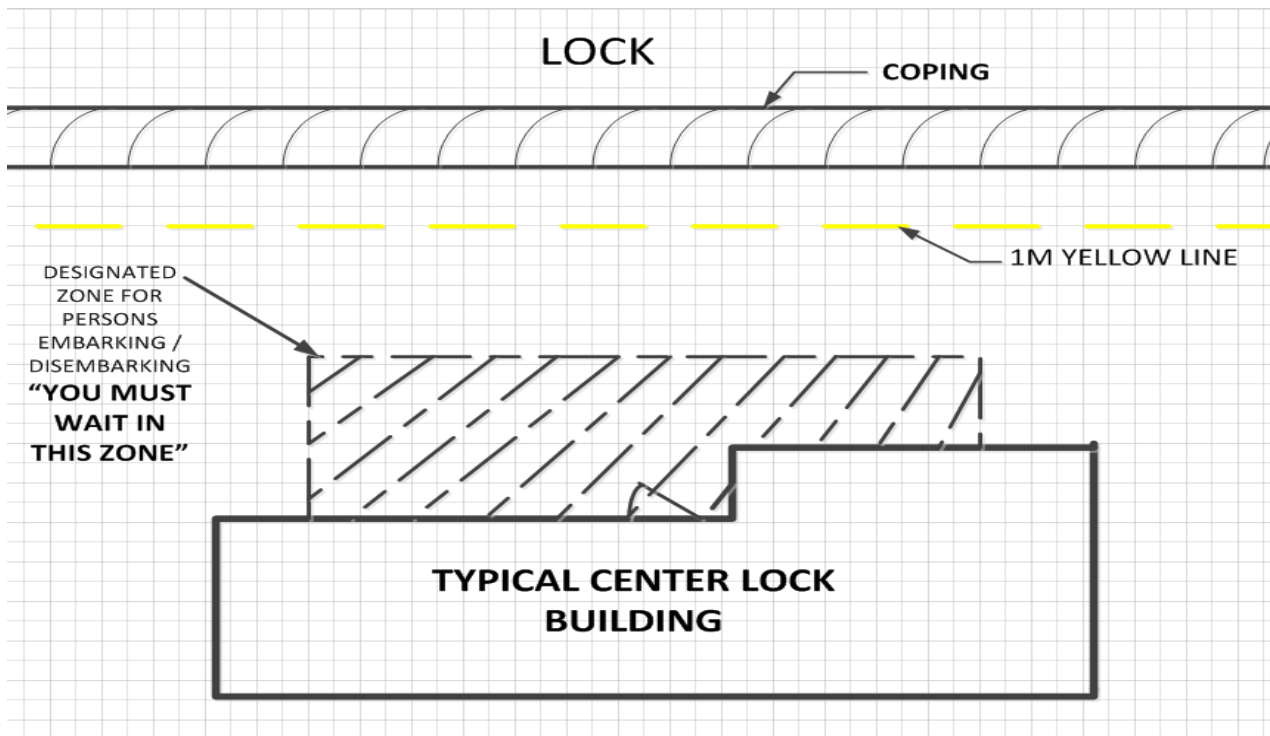 LOCK
COPING
1M YELLOW LINE
DESIGNATED
ZONE FOR
PERSONS
EMBARKING /
DISEMBARKING
“YOU MUST
WAIT IN
THIS ZONE”
TYPICAL CENTER LOCK
BUILDING